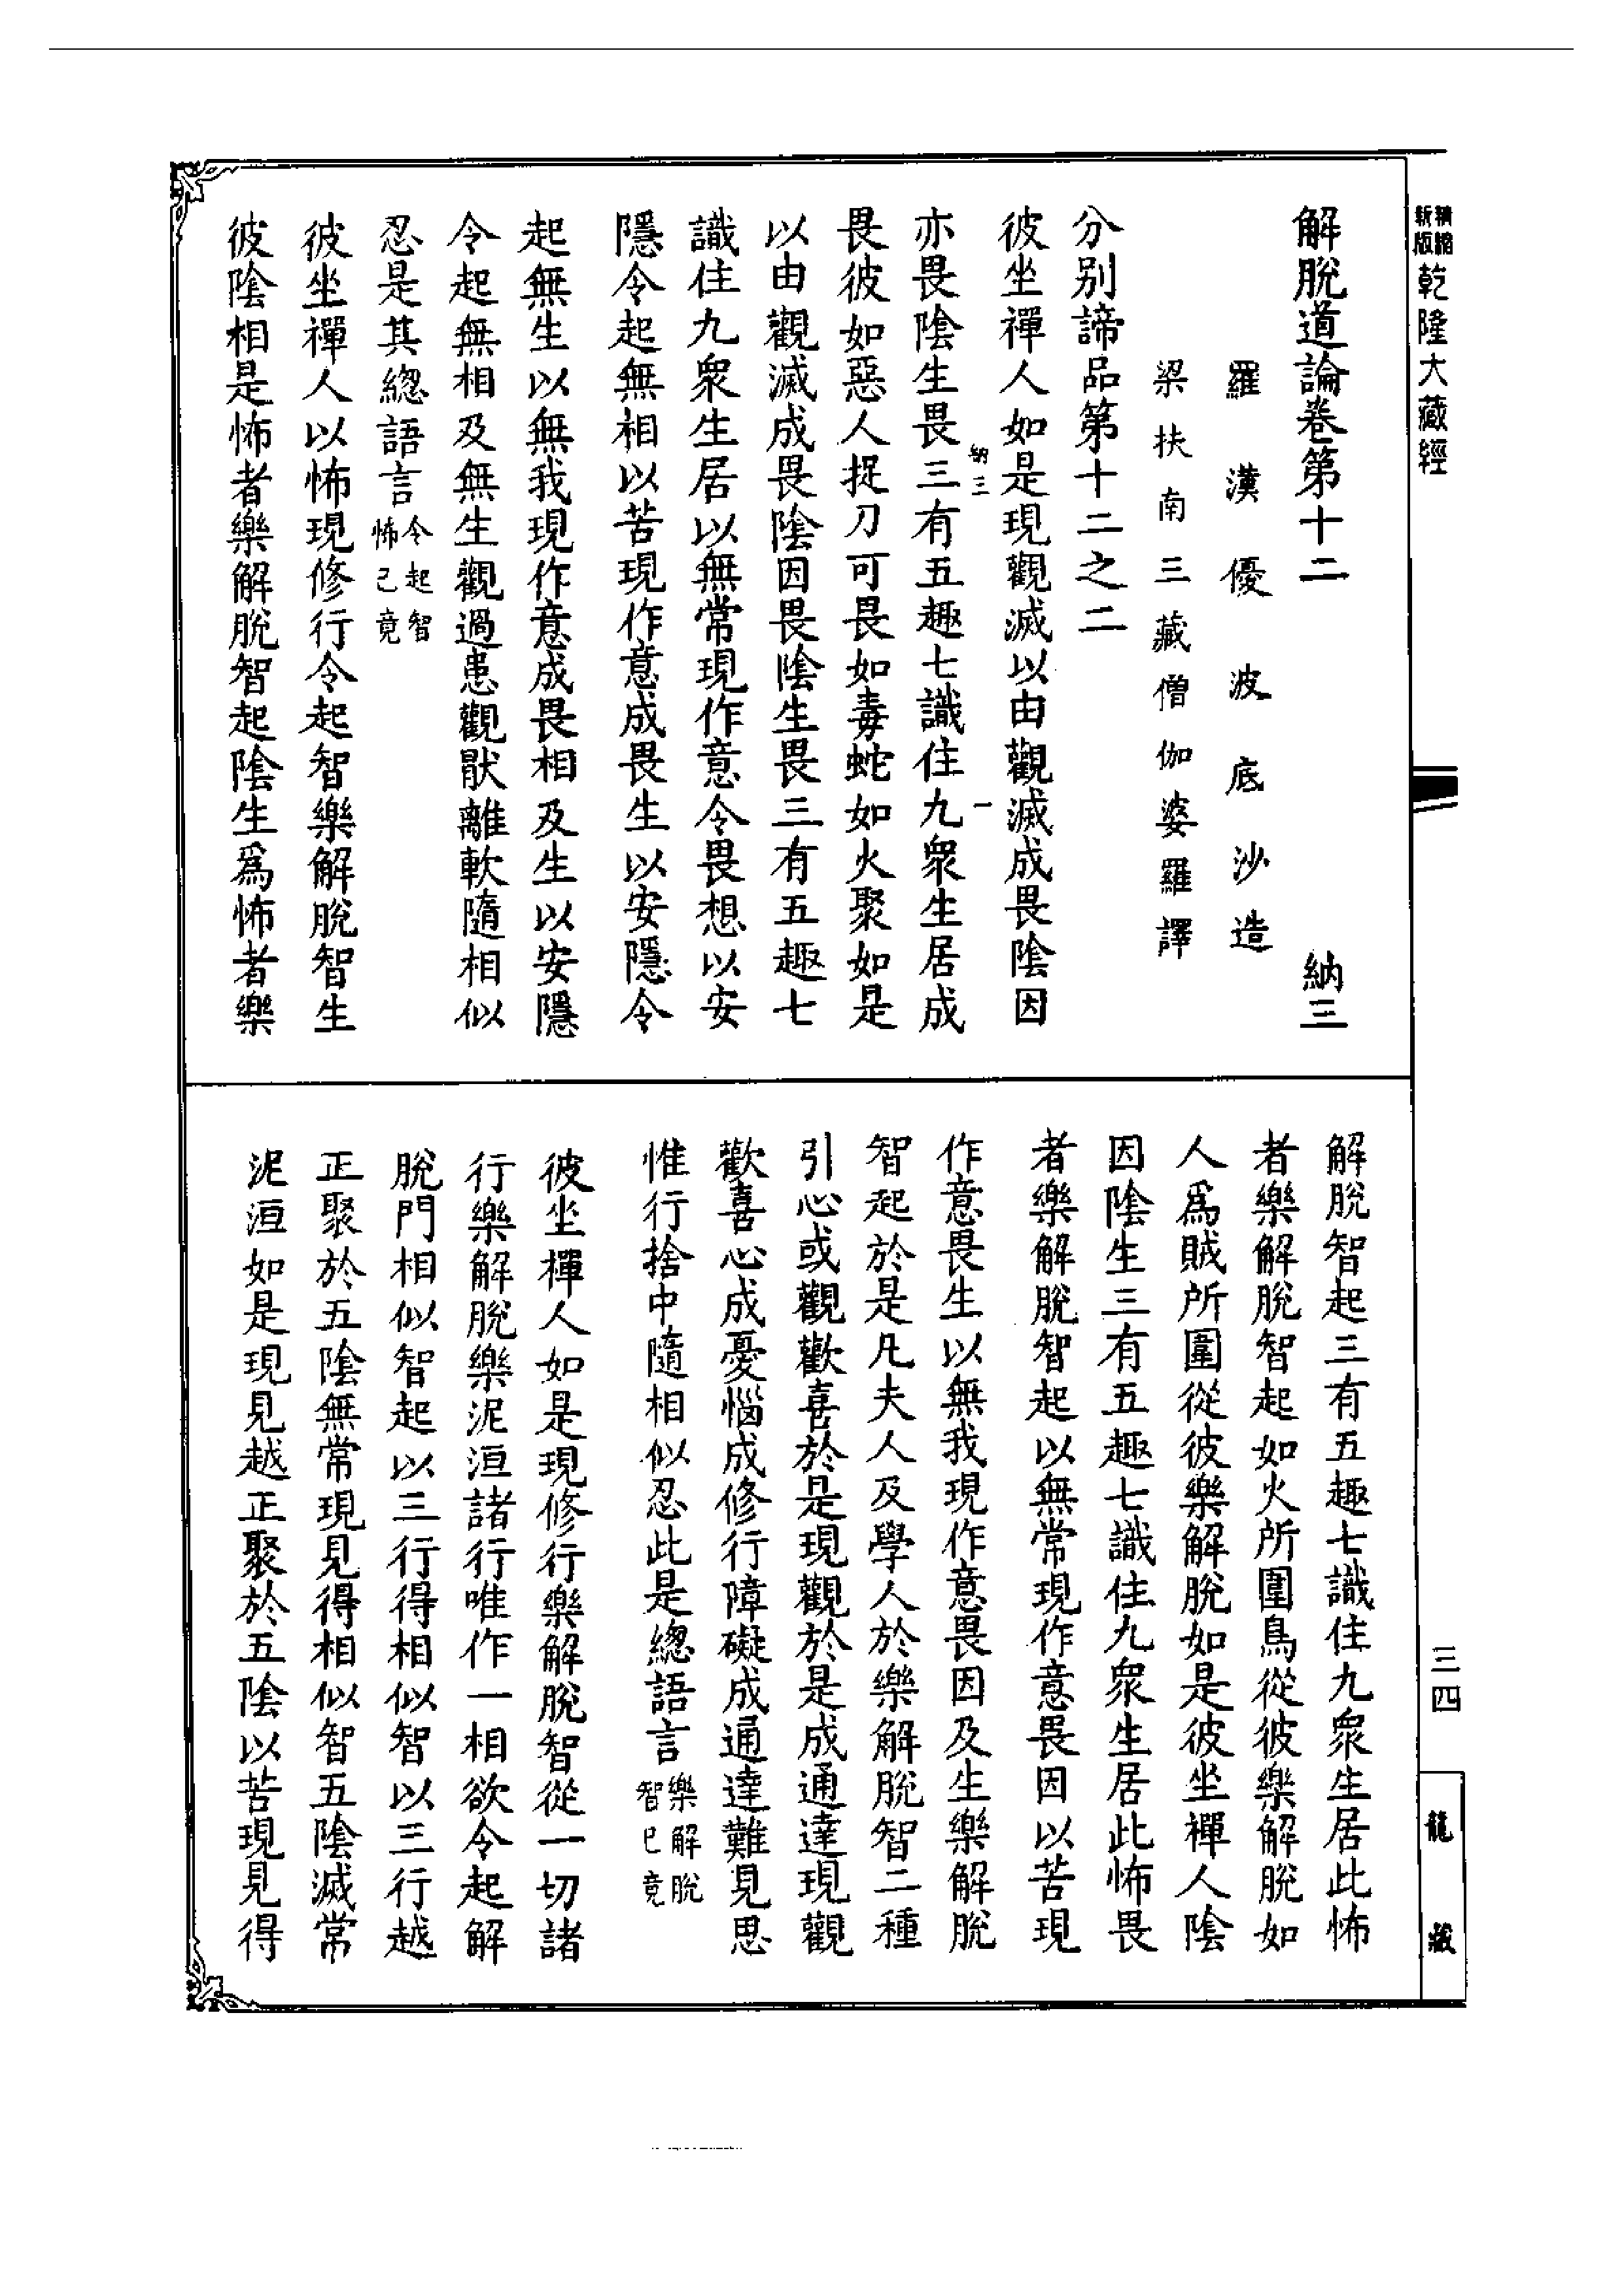 新版 精縮 乾隆大藏經
解脫道論卷第十二 納三
羅漢優波底沙造
梁扶南三藏僧伽婆羅譯
分別諦品第十二之二
彼坐禪人如是現觀滅以由觀滅成畏陰因
納三 一
亦畏陰生畏三有五趣七識住九衆生居成
畏彼如惡人捉刀可畏如毒蛇如火聚如是
以由觀滅成畏陰因畏陰生畏三有五趣七
識住九衆生居以無常現作意令畏想以安
隱令起無相以苦現作意成畏生以安隱令
起無生以無我現作意成畏相及生以安隱
令起無相及無生觀過患觀猒離軟隨相似
忍是其總語言 令起智怖已竟
彼坐禪人以怖現修行令起智樂解脫智生
彼陰相是怖者樂解脫智起陰生爲怖者樂
解脫智起三有五趣七識住九衆生居此怖
者樂解脫智起如火所圍鳥從彼樂解脫如
人爲賊所圍從彼樂解脫如是彼坐禪人陰
因陰生三有五趣七識住九衆生居此怖畏
者樂解脫智起以無常現作意畏因以苦現
作意畏生以無我現作意畏因及生樂解脫
智起於是凡夫人及學人於樂解脫智二種
引心或觀歡喜於是現觀於是成通達現觀
歡喜心成憂惱成修行障礙成通達難見思
惟行捨中隨相似忍此是總語言 樂解脫智已竟
彼坐禪人如是現修行樂解脫智從一切諸
行樂解脫樂泥洹諸行唯作一相欲令起解
脫門相似智起以三行得相似智以三行越
正聚於五陰無常現見得相似智五陰滅常
泥洹如是現見越正聚於五陰以苦現見得
三四
龍藏